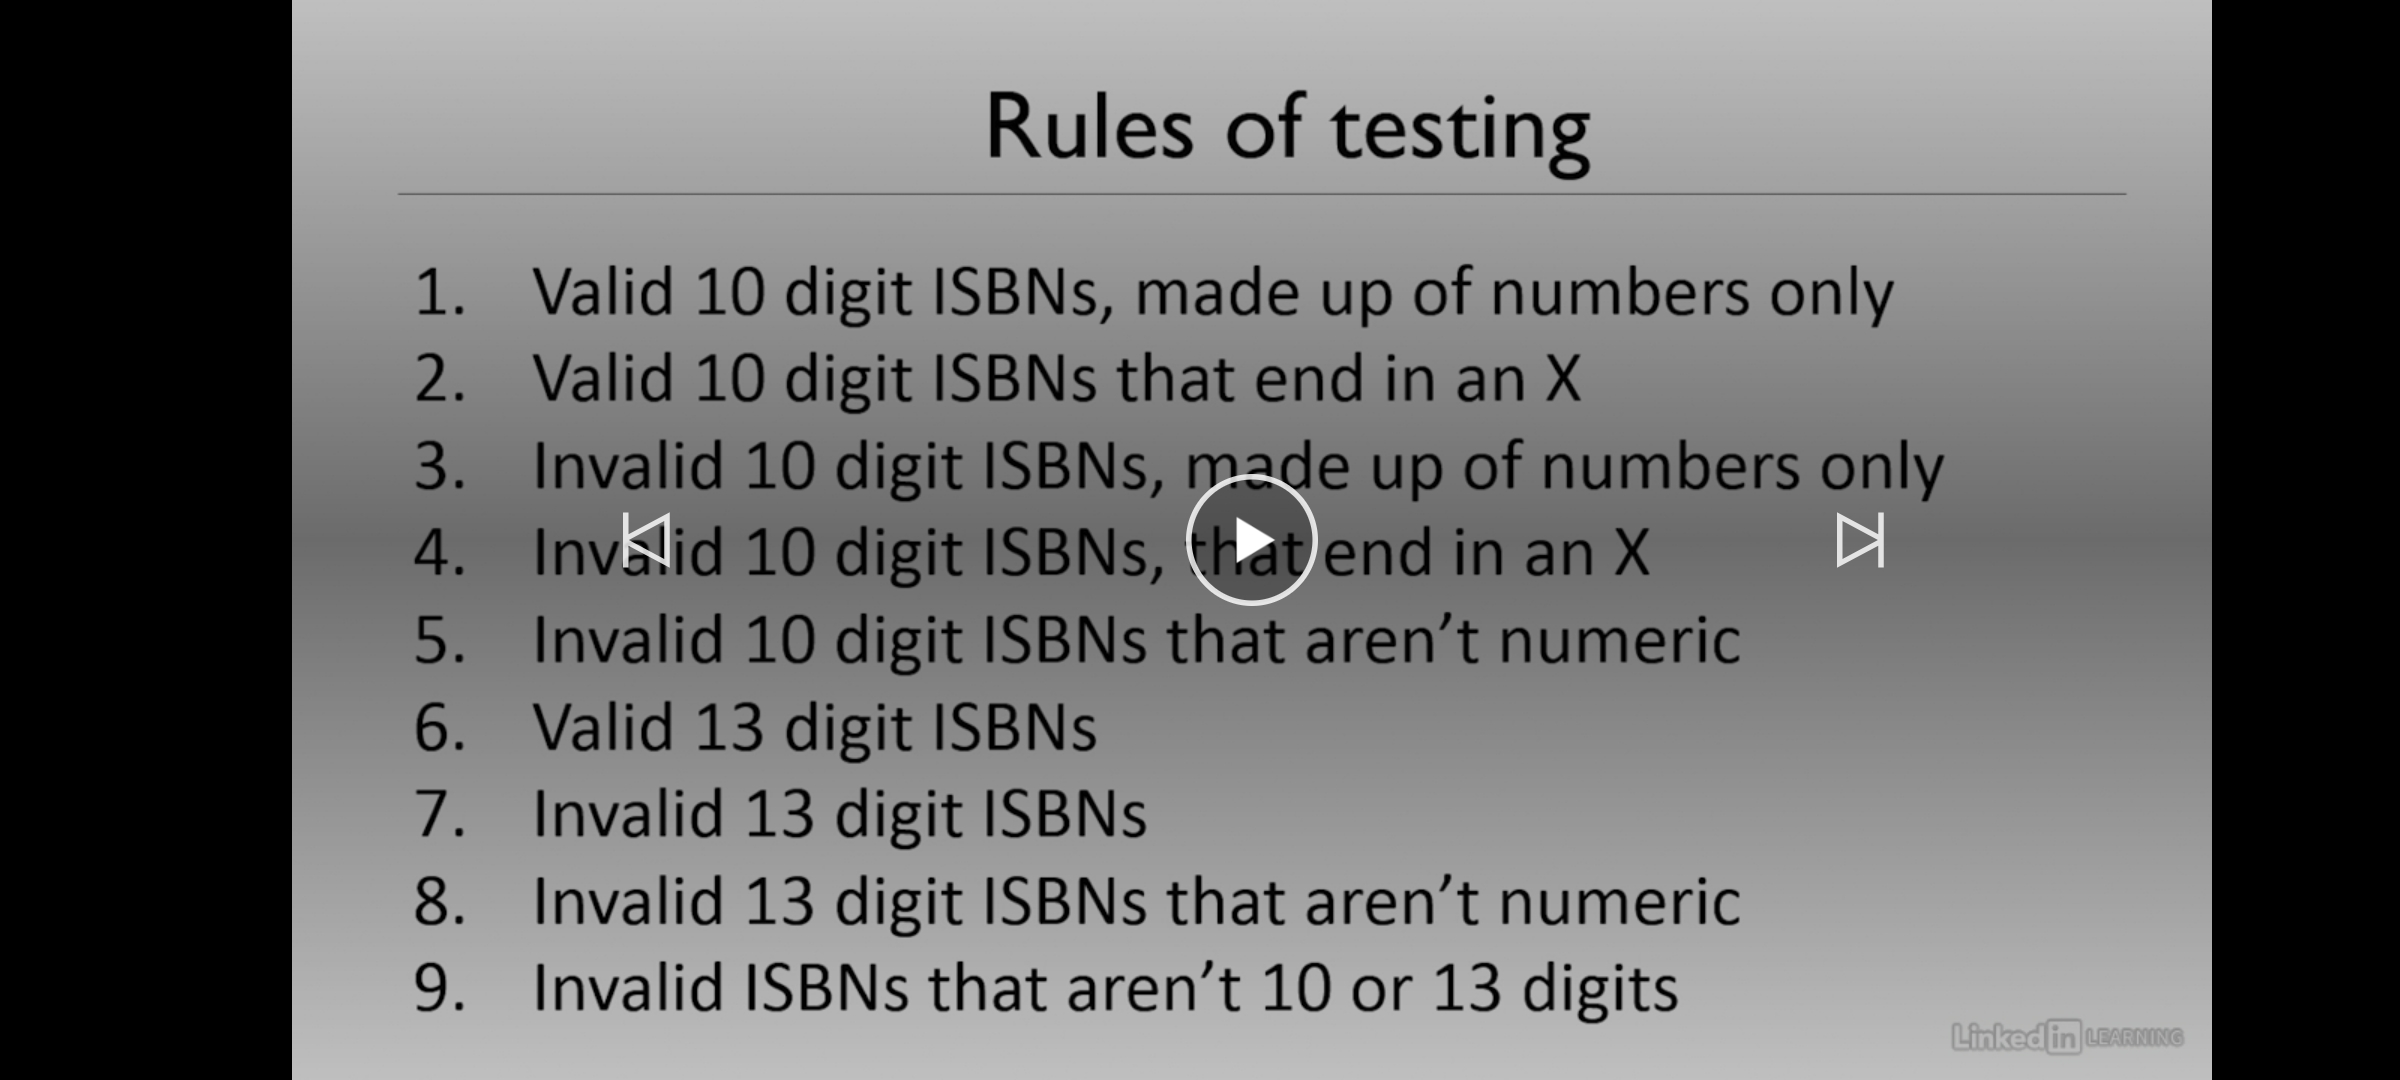 Rules of testing
1. Valid 10 digit ISBNs, made up of numbers only
2. Valid 10 digit ISBNs that end in an X
3. Invalid 10 digit ISBNs, made up of numbers only
4. Invalid 10 digit ISBNs, that end in an X
5. Invalid 10 digit ISBNs that aren’t numeric
6. Valid 13 digit ISBNs
7. Invalid 13 digit ISBNs
8. Invalid 13 digit ISBNs that aren’t numeric
9. Invalid ISBNs that aren’t 10 or 13 digits
Linked in LEARNING